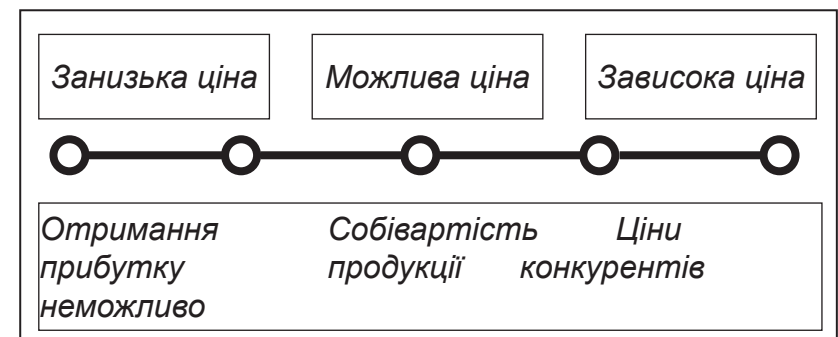 Занизька ціна
Можлива ціна
Зависока ціна
Отримання Собівартість Ціни
прибутку продукції конкурентів
неможливо